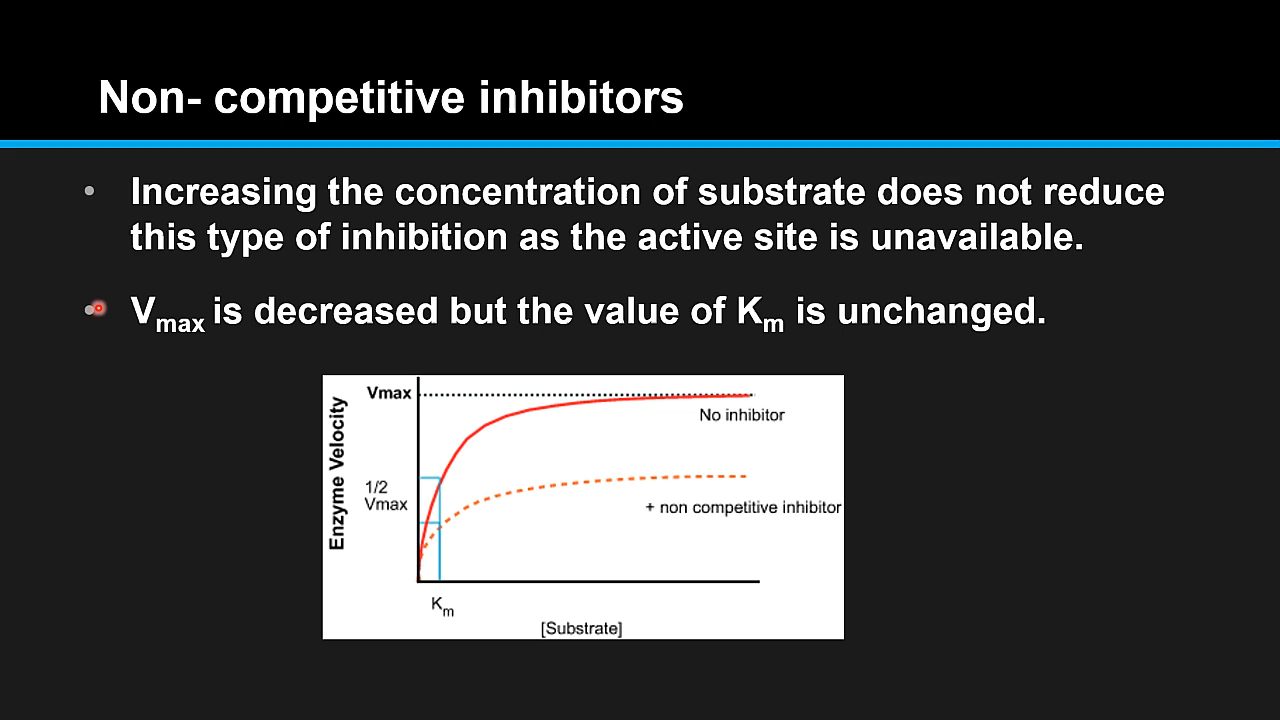 Non- competitive inhibitors
• Increasing the concentration of substrate does not reduce
this type of inhibition as the active site is unavailable.
• Vmax is decreased but the value of Km is unchanged.
Vmax
No inhibitor
Enzyme Velocity
1/2
Vmax
+ non competitive inhibitor
Km
[Substrate]